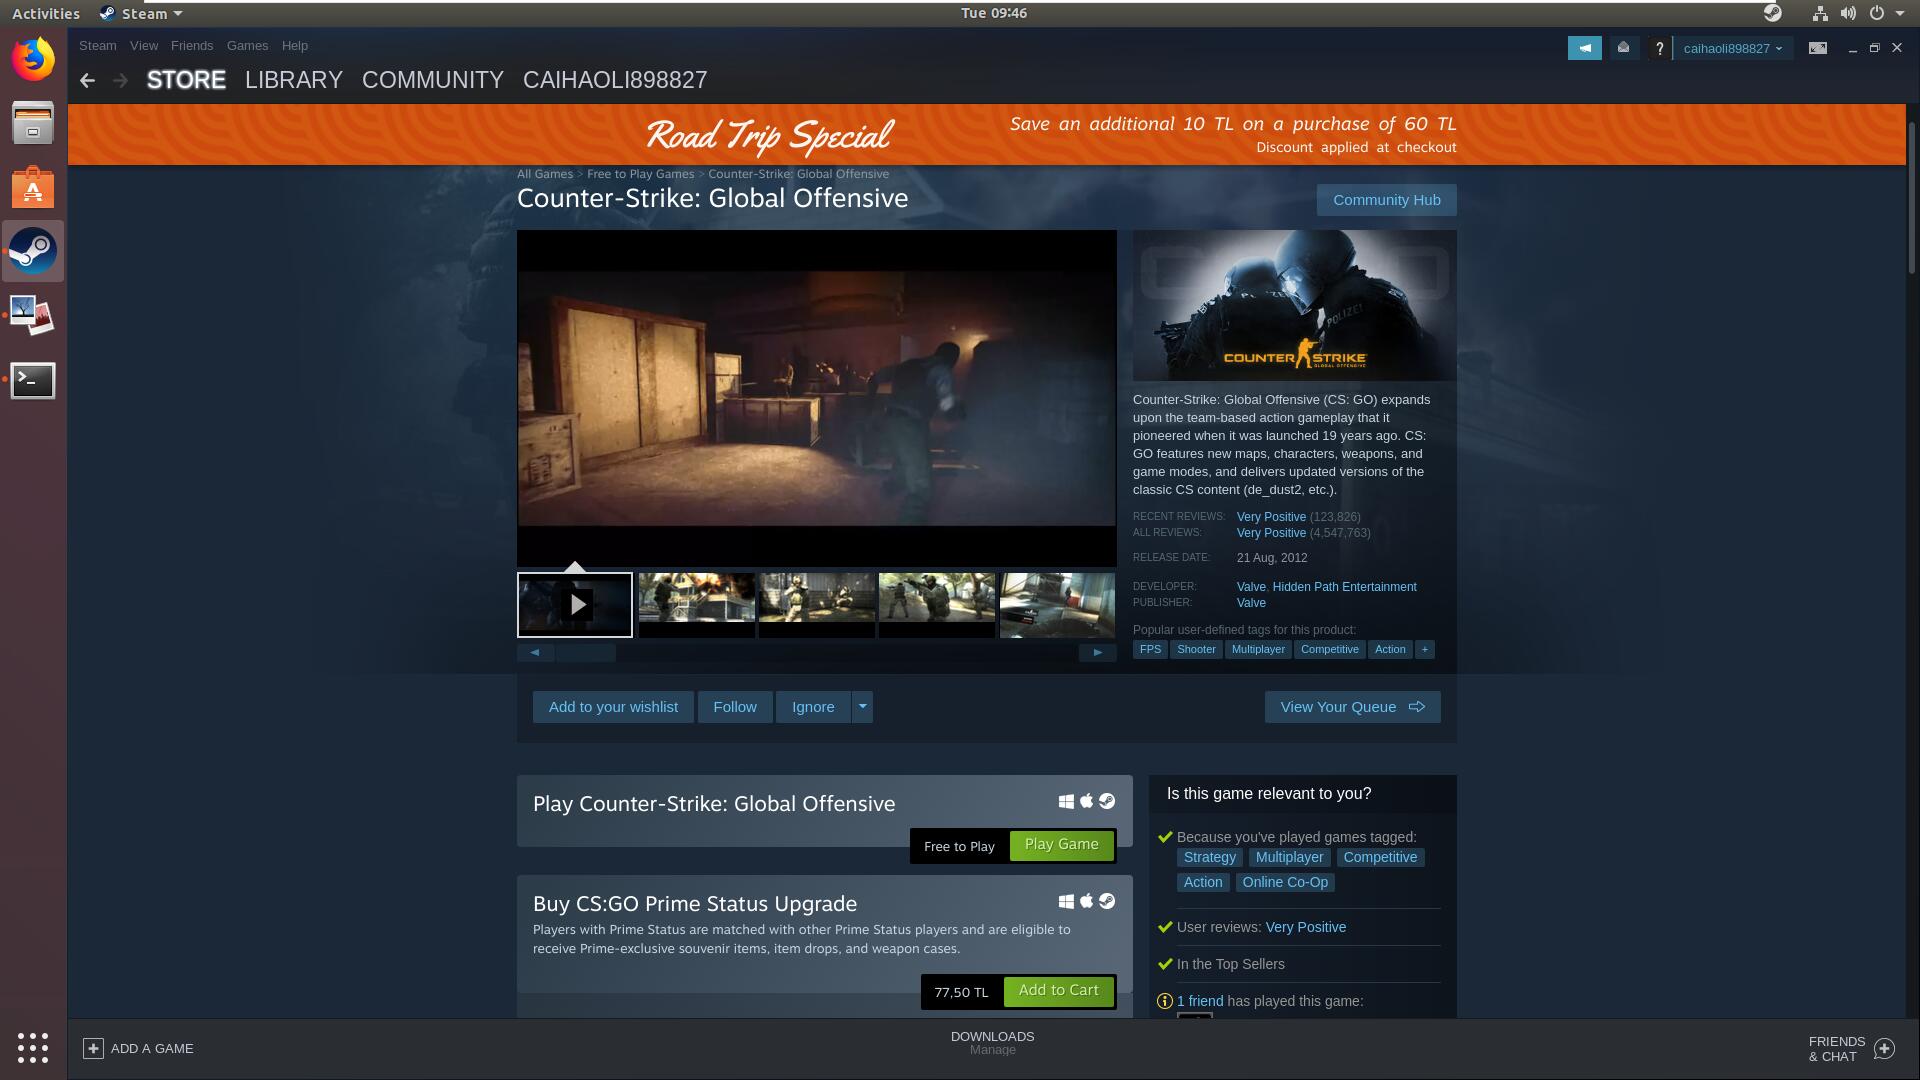 Activities
Steam
Tue 09:46
Steam View Friends Games Help
?
caihaoli898827
STORE LIBRARY COMMUNITY CAIHAOLI898827
Road Trip Special
Save an additional 10 TL on a purchase of 60 TL
Discount applied at checkout
All Games > Free to Play Games > Counter-Strike: Global Offensive
Counter-Strike: Global Offensive
Community Hub
POLIZEI
COUNTER STRIKE
GLOBAL OFFENSIVE
Counter-Strike: Global Offensive (CS: GO) expands
upon the team-based action gameplay that it
pioneered when it was launched 19 years ago. CS:
GO features new maps, characters, weapons, and
game modes, and delivers updated versions of the
classic CS content (de_dust2, etc.).
RECENT REVIEWS: Very Positive (123,826)
ALL REVIEWS: Very Positive (4,547,763)
RELEASE DATE: 21 Aug, 2012
DEVELOPER: Valve, Hidden Path Entertainment
PUBLISHER: Valve
Popular user-defined tags for this product:
FPS Shooter Multiplayer Competitive Action +
Add to your wishlist Follow Ignore
View Your Queue
Play Counter-Strike: Global Offensive
Free to Play Play Game
Buy CS:GO Prime Status Upgrade
Players with Prime Status are matched with other Prime Status players and are eligible to
receive Prime-exclusive souvenir items, item drops, and weapon cases.
77,50 TL Add to Cart
Is this game relevant to you?
Because you've played games tagged:
Strategy Multiplayer Competitive
Action Online Co-Op
User reviews: Very Positive
In the Top Sellers
1 friend has played this game:
ADD A GAME
DOWNLOADS
Manage
FRIENDS
& CHAT